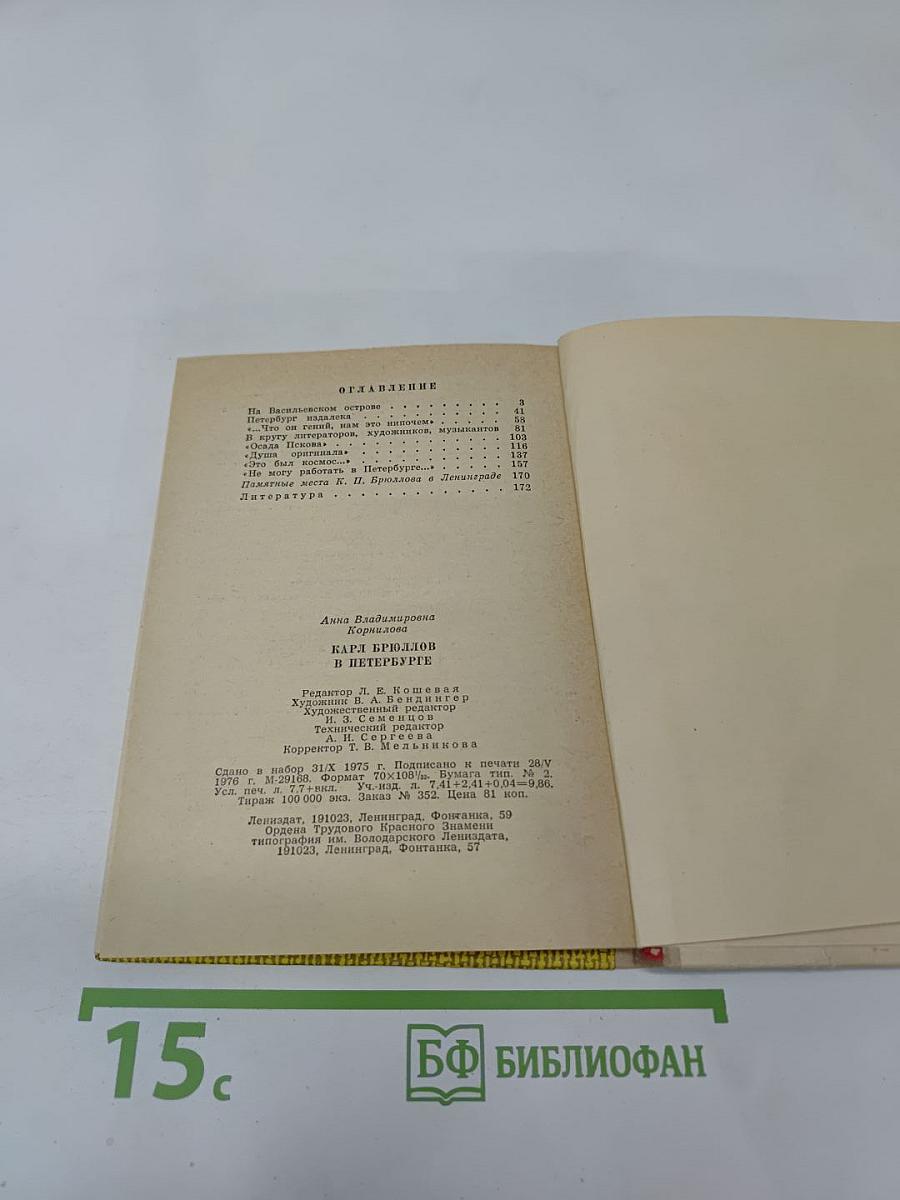 ОГЛАВЛЕНИЕ
На Васильевском острове . . . . . . . . . 3
Петербург издалека . . . . . . . . . . 41
«...Что он гений, нам это нипочем» . . . . . 58
В кругу литераторов, художников, музыкантов 81
«Осада Пскова» . . . . . . . . . . . 103
«Душа оригинала» . . . . . . . . . . 116
«Это был космос...» . . . . . . . . . . 137
«Не могу работать в Петербурге...» . . . . . 157
Памятные места К. П. Брюллова в Ленинграде 170
Литература . . . . . . . . . . . . . 172
Анна Владимировна
Корнилова
КАРЛ БРЮЛЛОВ
В ПЕТЕРБУРГЕ
Редактор Л. Е. Кошевая
Художник В. А. Бендингер
Художественный редактор
И. З. Семенцов
Технический редактор
А. И. Сергеева
Корректор Т. В. Мельникова
Сдано в набор 31/X 1975 г. Подписано к печати 28/V
1976 г. М-29168. Формат 70×108¹/₃₂. Бумага тип. № 2.
Усл. печ. л. 7,7+вкл. Уч.-изд. л. 7,41+2,41+0,04=9,86.
Тираж 100 000 экз. Заказ № 352. Цена 81 коп.
Лениздат, 191023, Ленинград, Фонтанка, 59
Ордена Трудового Красного Знамени
типография им. Володарского Лениздата,
191023, Ленинград, Фонтанка, 57
15 с
БФ БИБЛИОФАН